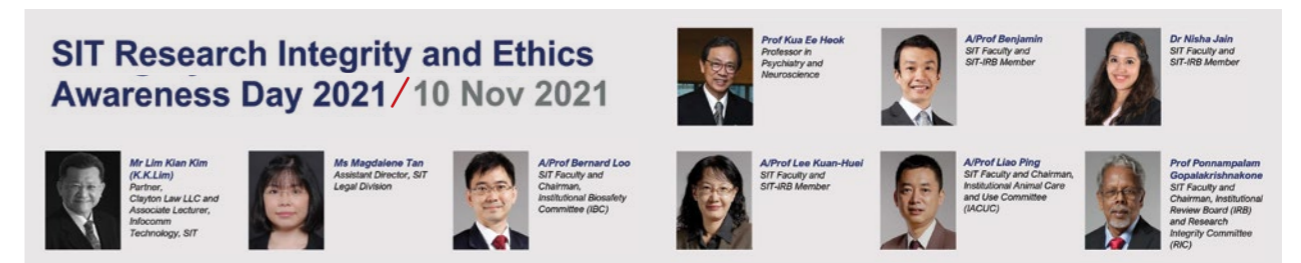 SIT Research Integrity and Ethics
Awareness Day 2021/10 Nov 2021
Prof Kua Ee Heok
Professor in
Psychiatry and
Neuroscience
A/Prof Benjamin
SIT Faculty and
SIT-IRB Member
Dr Nisha Jain
SIT Faculty and
SIT-IRB Member
Mr Lim Kian Kim
(K.K.Lim)
Partner,
Clayton Law LLC and
Associate Lecturer,
Infocomm
Technology, SIT
Ms Magdalene Tan
Assistant Director, SIT
Legal Division
A/Prof Bernard Loo
SIT Faculty and
Chairman,
Institutional Biosafety
Committee (IBC)
A/Prof Lee Kuan-Huei
SIT Faculty and
SIT-IRB Member
A/Prof Liao Ping
SIT Faculty and Chairman,
Institutional Animal Care
and Use Committee
(IACUC)
Prof Ponnampalam
Gopalakrishnakone
SIT Faculty and
Chairman, Institutional
Review Board (IRB)
and Research
Integrity Committee
(RIC)